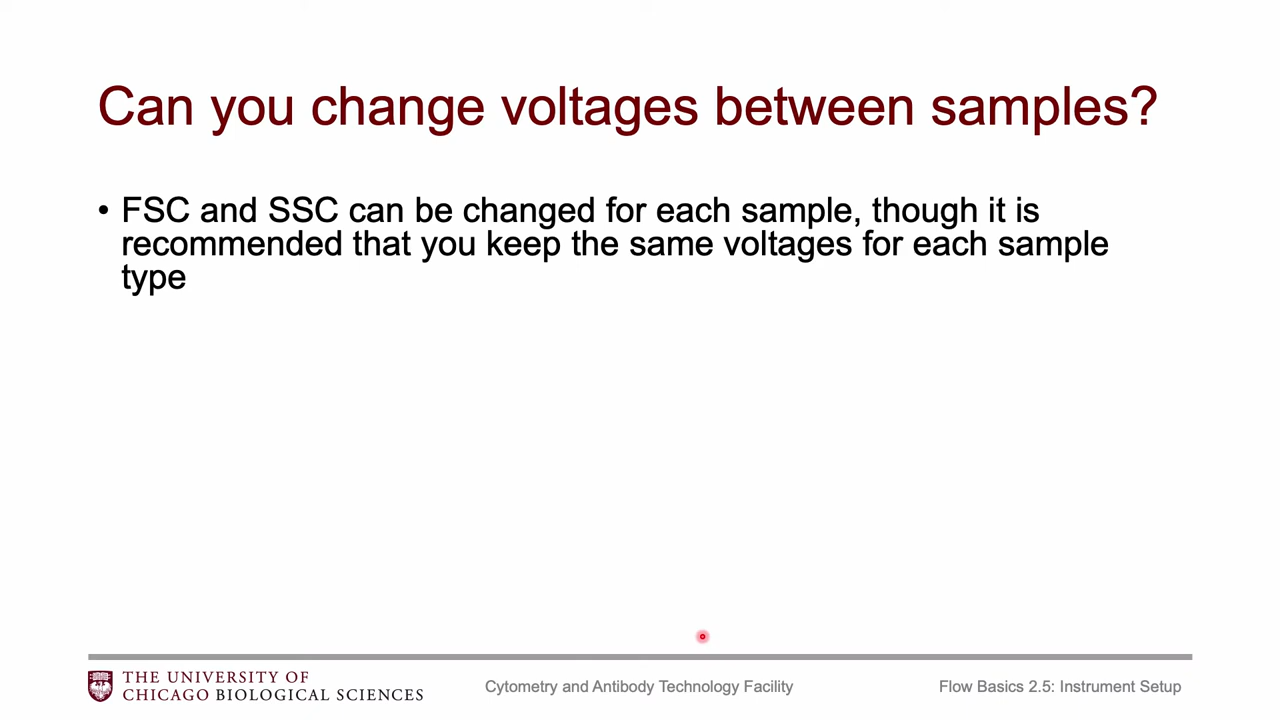 Can you change voltages between samples?
• FSC and SSC can be changed for each sample, though it is
recommended that you keep the same voltages for each sample
type
THE UNIVERSITY OF
CHICAGO BIOLOGICAL SCIENCES
Cytometry and Antibody Technology Facility
Flow Basics 2.5: Instrument Setup